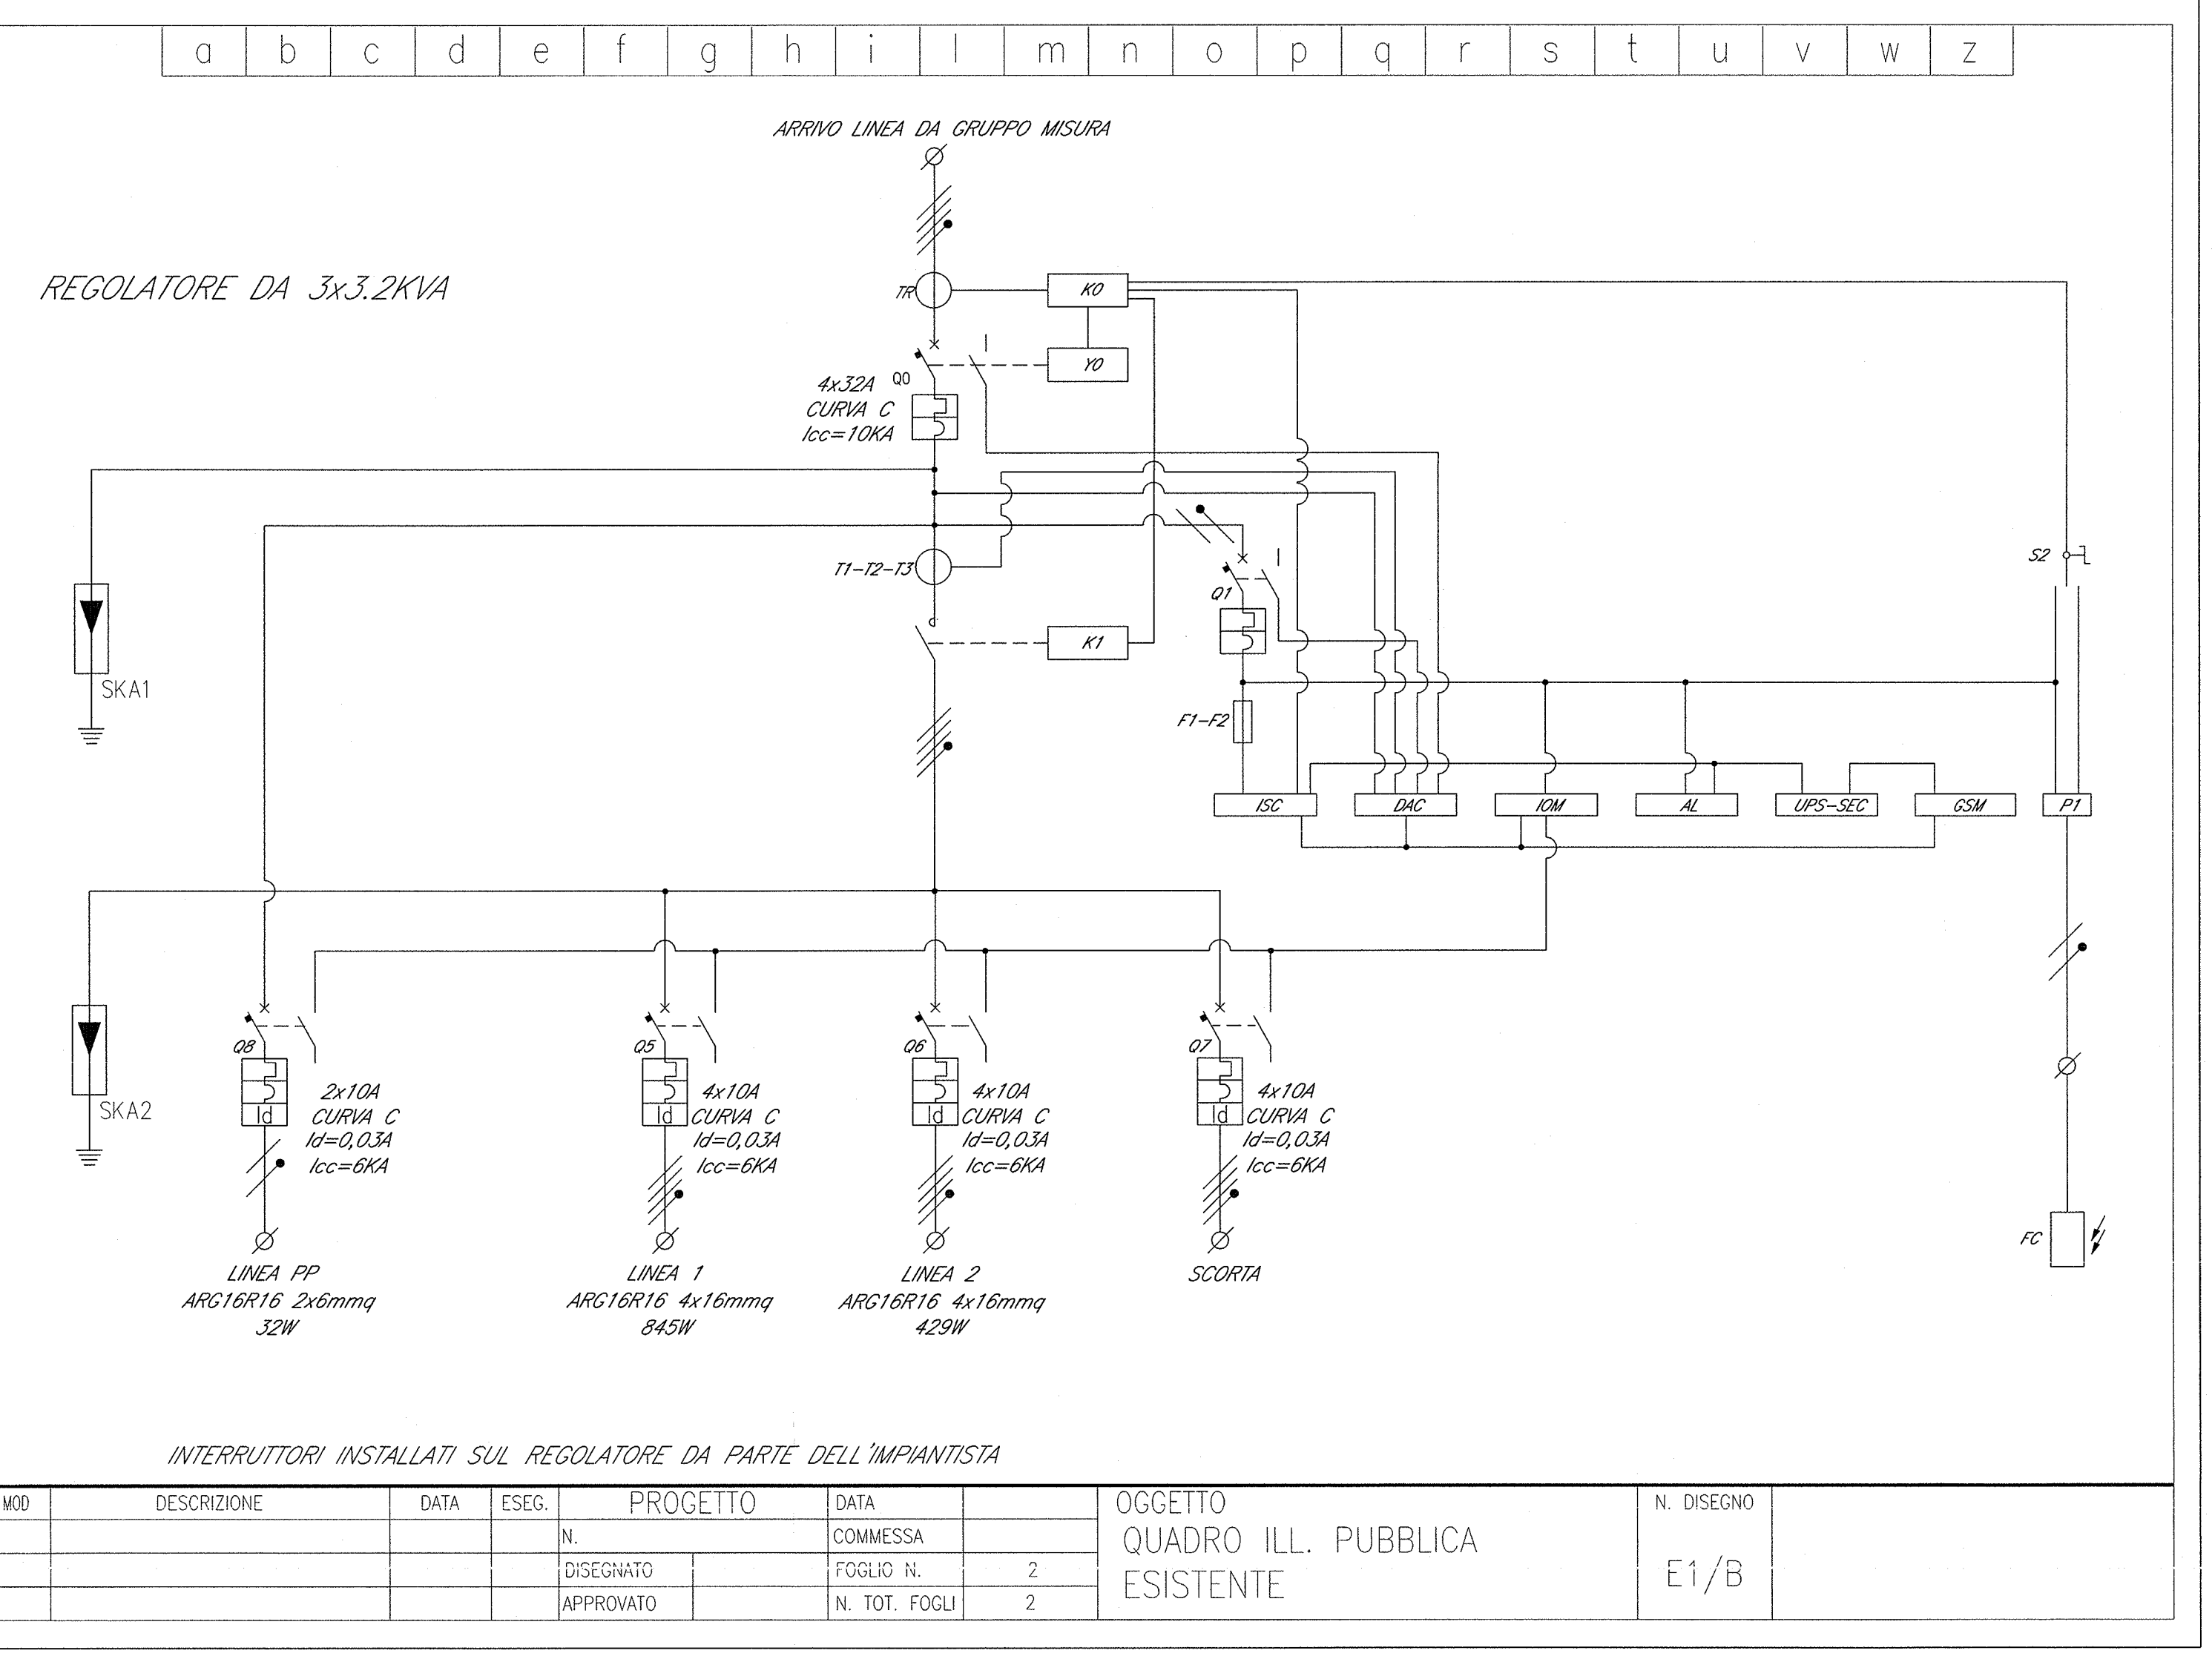 a b c d e f g h i l m n o p q r s t u v w z
ARRIVO LINEA DA GRUPPO MISURA
REGOLATORE DA 3x3.2KVA
TR
K0
Y0
Q0
4x32A
CURVA C
Icc=10KA
T1-T2-T3
K1
Q1
S2
SKA1
F1-F2
ISC
DAC
IOM
AL
UPS-SEC
GSM
P1
SKA2
Q8
Id
2x10A
CURVA C
Id=0,03A
Icc=6KA
Q5
Id
4x10A
CURVA C
Id=0,03A
Icc=6KA
Q6
Id
4x10A
CURVA C
Id=0,03A
Icc=6KA
Q7
Id
4x10A
CURVA C
Id=0,03A
Icc=6KA
FC
LINEA PP
ARG16R16 2x6mmq
32W
LINEA 1
ARG16R16 4x16mmq
845W
LINEA 2
ARG16R16 4x16mmq
429W
SCORTA
INTERRUTTORI INSTALLATI SUL REGOLATORE DA PARTE DELL'IMPIANTISTA
MOD DESCRIZIONE DATA ESEG. PROGETTO DATA
N. COMMESSA
DISEGNATO FOGLIO N. 2
APPROVATO N. TOT. FOGLI 2
OGGETTO
QUADRO ILL. PUBBLICA
ESISTENTE
N. DISEGNO
E1/B